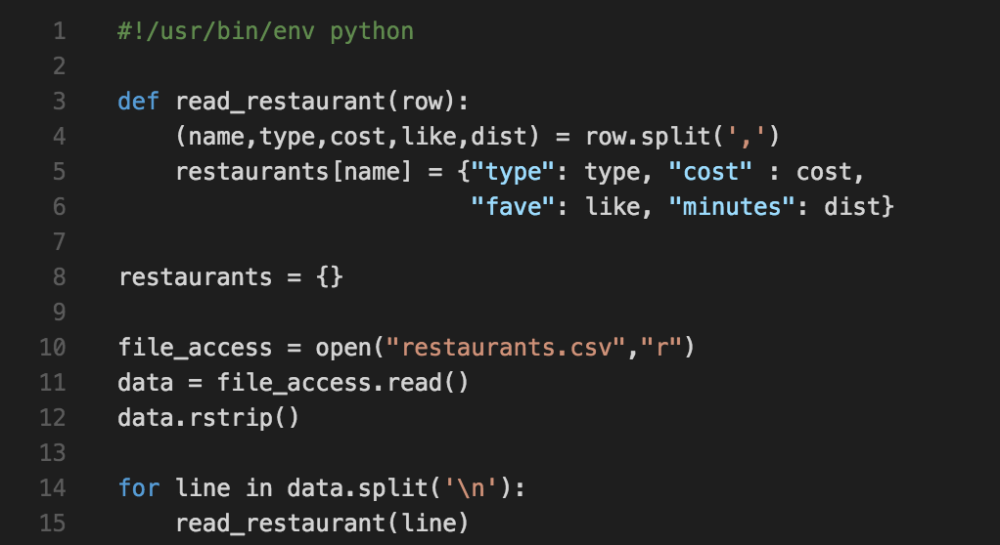 1 #!/usr/bin/env python
2
3 def read_restaurant(row):
4     (name,type,cost,like,dist) = row.split(',')
5     restaurants[name] = {"type": type, "cost" : cost,
6                          "fave": like, "minutes": dist}
7
8 restaurants = {}
9
10 file_access = open("restaurants.csv","r")
11 data = file_access.read()
12 data.rstrip()
13
14 for line in data.split('\n'):
15     read_restaurant(line)